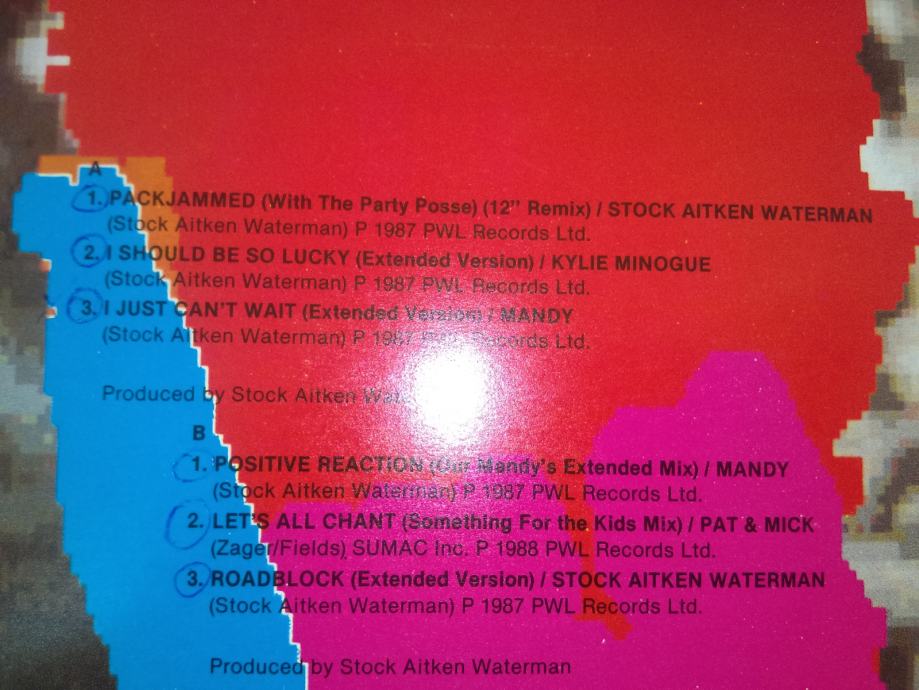 A
1. PACKJAMMED (With The Party Posse) (12" Remix) / STOCK AITKEN WATERMAN
(Stock Aitken Waterman) P 1987 PWL Records Ltd.
2. I SHOULD BE SO LUCKY (Extended Version) / KYLIE MINOGUE
(Stock Aitken Waterman) P 1987 PWL Records Ltd.
3. I JUST CAN'T WAIT (Extended Version) / MANDY
(Stock Aitken Waterman) P 1987 PWL Records Ltd.
Produced by Stock Aitken
B
1. POSITIVE REACTION (Our Mandy's Extended Mix) / MANDY
(Stock Aitken Waterman) P 1987 PWL Records Ltd.
2. LET'S ALL CHANT (Something For the Kids Mix) / PAT & MICK
(Zager/Fields) SUMAC Inc. P 1988 PWL Records Ltd.
3. ROADBLOCK (Extended Version) / STOCK AITKEN WATERMAN
(Stock Aitken Waterman) P 1987 PWL Records Ltd.
Produced by Stock Aitken Waterman